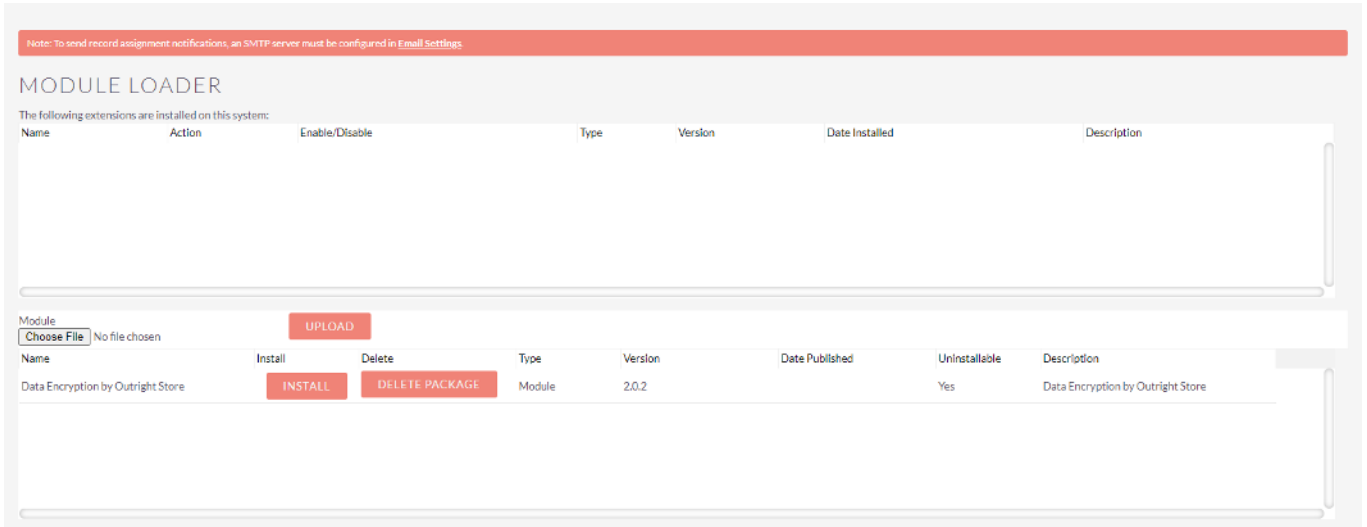 Note: To send record assignment notifications, an SMTP server must be configured in Email Settings.
MODULE LOADER
The following extensions are installed on this system:
Name Action Enable/Disable Type Version Date Installed Description
Module
Choose File No file chosen UPLOAD
Name Install Delete Type Version Date Published Uninstallable Description
Data Encryption by Outright Store INSTALL DELETE PACKAGE Module 2.0.2 Yes Data Encryption by Outright Store